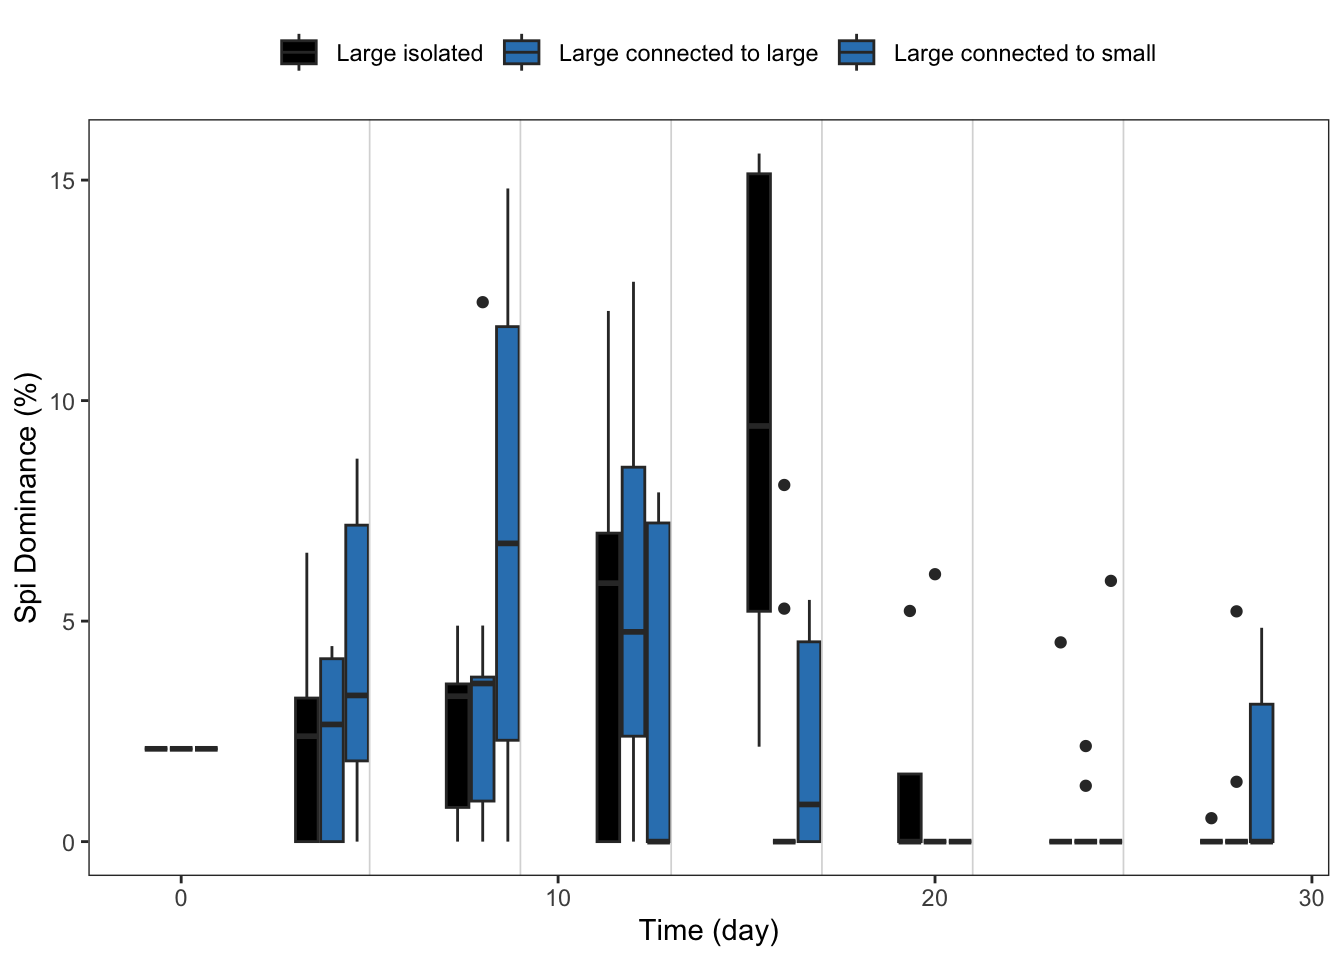 Large isolated Large connected to large Large connected to small
Spi Dominance (%)
15
10
5
0
0 10 20 30
Time (day)